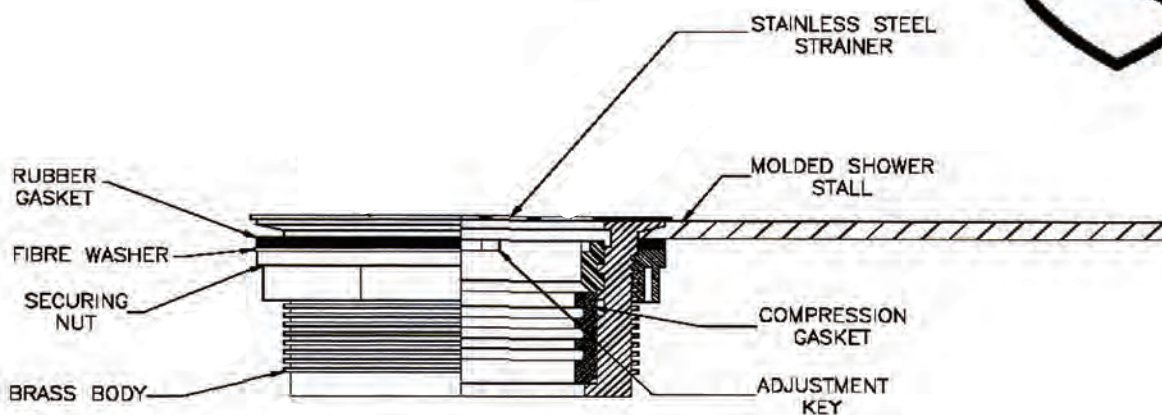 STAINLESS STEEL
STRAINER
RUBBER
GASKET
MOLDED SHOWER
STALL
FIBRE WASHER
SECURING
NUT
COMPRESSION
GASKET
BRASS BODY
ADJUSTMENT
KEY